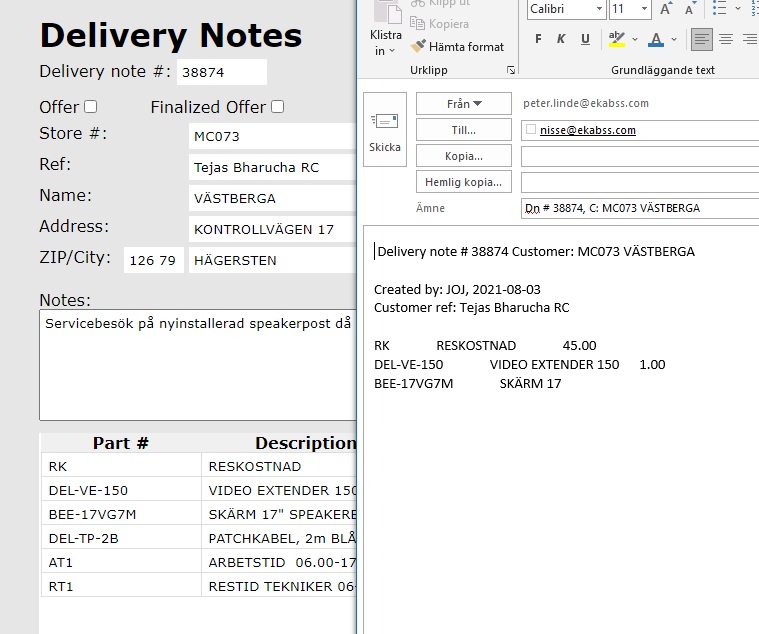 Delivery Notes
Delivery note #: 38874
Offer
Finalized Offer
Store #: MC073
Ref: Tejas Bharucha RC
Name: VÄSTBERGA
Address: KONTROLLVÄGEN 17
ZIP/City: 126 79 HÄGERSTEN
Notes:
Servicebesök på nyinstallerad speakerpost då
Part # Description
RK RESKOSTNAD
DEL-VE-150 VIDEO EXTENDER 150
BEE-17VG7M SKÄRM 17" SPEAKERE
DEL-TP-2B PATCHKABEL, 2m BLÅ
AT1 ARBETSTID 06.00-17
RT1 RESTID TEKNIKER 06-
Klistra
in
Klipp ut
Kopiera
Hämta format
Urklipp
Calibri 11 A A
F K U aby A
Grundläggande text
Skicka
Från peter.linde@ekabss.com
Till... nisse@ekabss.com
Kopia...
Hemlig kopia...
Ämne Dn # 38874, C: MC073 VÄSTBERGA
Delivery note # 38874 Customer: MC073 VÄSTBERGA
Created by: JOJ, 2021-08-03
Customer ref: Tejas Bharucha RC
RK RESKOSTNAD 45.00
DEL-VE-150 VIDEO EXTENDER 150 1.00
BEE-17VG7M SKÄRM 17